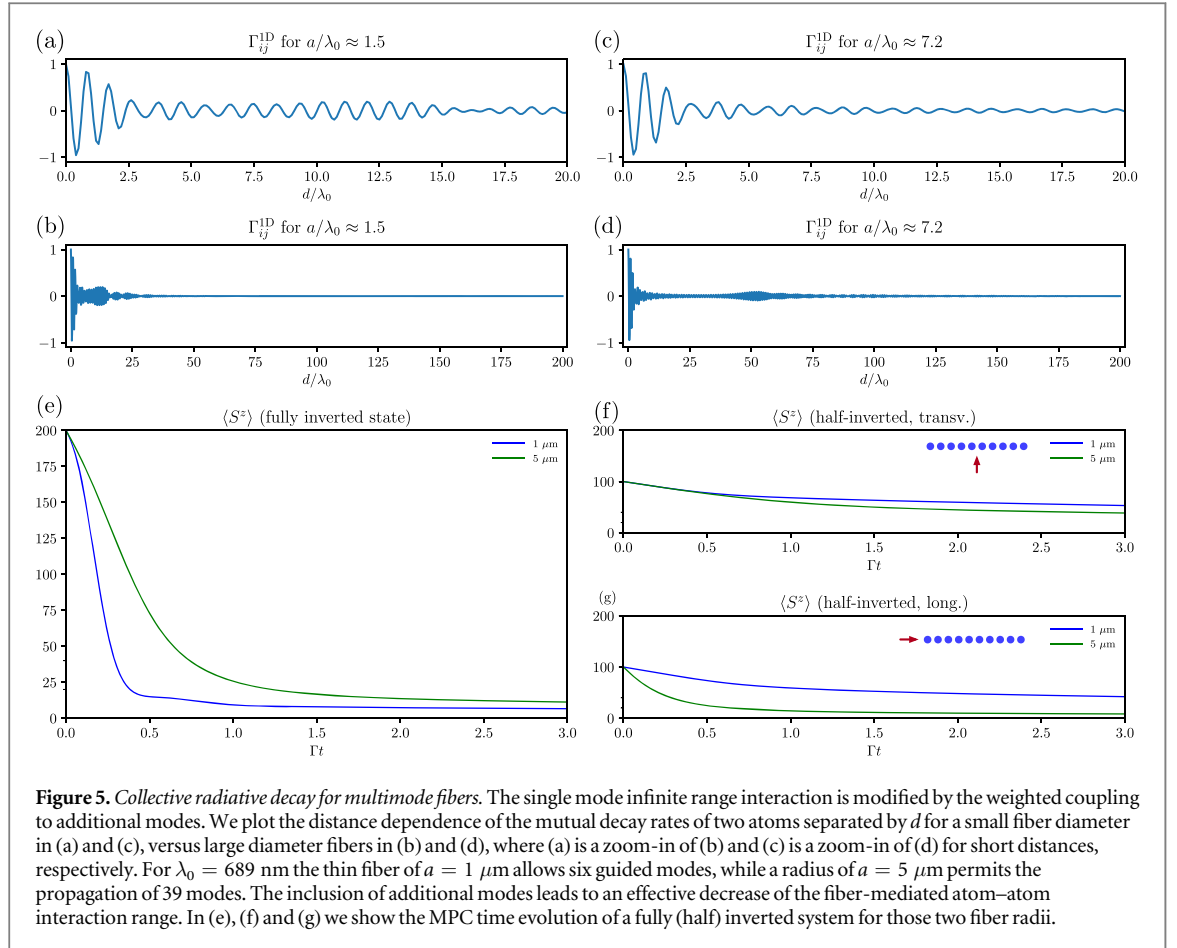 (a)
Γ^{1D}_{ij} for a/λ₀ ≈ 1.5
1
0
−1
0.0 2.5 5.0 7.5 10.0 12.5 15.0 17.5 20.0
d/λ₀
(c)
Γ^{1D}_{ij} for a/λ₀ ≈ 7.2
1
0
−1
0.0 2.5 5.0 7.5 10.0 12.5 15.0 17.5 20.0
d/λ₀
(b)
Γ^{1D}_{ij} for a/λ₀ ≈ 1.5
1
0
−1
0 25 50 75 100 125 150 175 200
d/λ₀
(d)
Γ^{1D}_{ij} for a/λ₀ ≈ 7.2
1
0
−1
0 25 50 75 100 125 150 175 200
d/λ₀
(e)
⟨S^z⟩ (fully inverted state)
200
175
150
125
100
75
50
25
0
1 μm
5 μm
0.0 0.5 1.0 1.5 2.0 2.5 3.0
Γt
(f)
⟨S^z⟩ (half-inverted, transv.)
200
100
0
1 μm
5 μm
0.0 0.5 1.0 1.5 2.0 2.5 3.0
Γt
(g)
⟨S^z⟩ (half-inverted, long.)
200
100
0
1 μm
5 μm
0.0 0.5 1.0 1.5 2.0 2.5 3.0
Γt
Figure 5. Collective radiative decay for multimode fibers. The single mode infinite range interaction is modified by the weighted coupling
to additional modes. We plot the distance dependence of the mutual decay rates of two atoms separated by d for a small fiber diameter
in (a) and (c), versus large diameter fibers in (b) and (d), where (a) is a zoom-in of (b) and (c) is a zoom-in of (d) for short distances,
respectively. For λ₀ = 689 nm the thin fiber of a = 1 μm allows six guided modes, while a radius of a = 5 μm permits the
propagation of 39 modes. The inclusion of additional modes leads to an effective decrease of the fiber-mediated atom–atom
interaction range. In (e), (f) and (g) we show the MPC time evolution of a fully (half) inverted system for those two fiber radii.